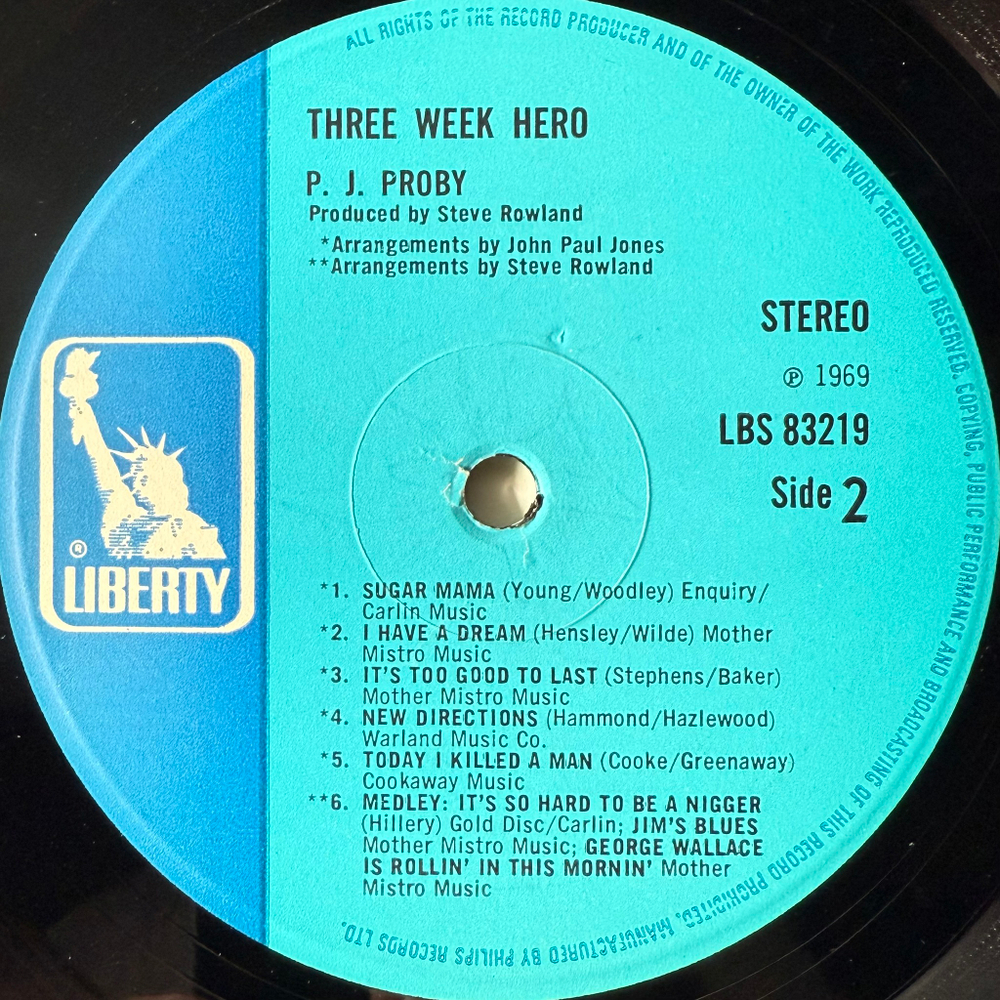 ALL RIGHTS OF THE RECORD PRODUCER AND OF THE OWNER OF THE WORK REPRODUCED RESERVED. COPYING, PUBLIC PERFORMANCE AND BROADCASTING OF THIS RECORD PROHIBITED. MANUFACTURED BY PHILIPS RECORDS LTD.
THREE WEEK HERO
P. J. PROBY
Produced by Steve Rowland
*Arrangements by John Paul Jones
**Arrangements by Steve Rowland
STEREO
℗ 1969
LBS 83219
Side 2
®
LIBERTY
*1. SUGAR MAMA (Young/Woodley) Enquiry/
Carlin Music
*2. I HAVE A DREAM (Hensley/Wilde) Mother
Mistro Music
*3. IT'S TOO GOOD TO LAST (Stephens/Baker)
Mother Mistro Music
*4. NEW DIRECTIONS (Hammond/Hazlewood)
Warland Music Co.
*5. TODAY I KILLED A MAN (Cooke/Greenaway)
Cookaway Music
**6. MEDLEY: IT'S SO HARD TO BE A NIGGER
(Hillery) Gold Disc/Carlin; JIM'S BLUES
Mother Mistro Music; GEORGE WALLACE
IS ROLLIN' IN THIS MORNIN' Mother
Mistro Music